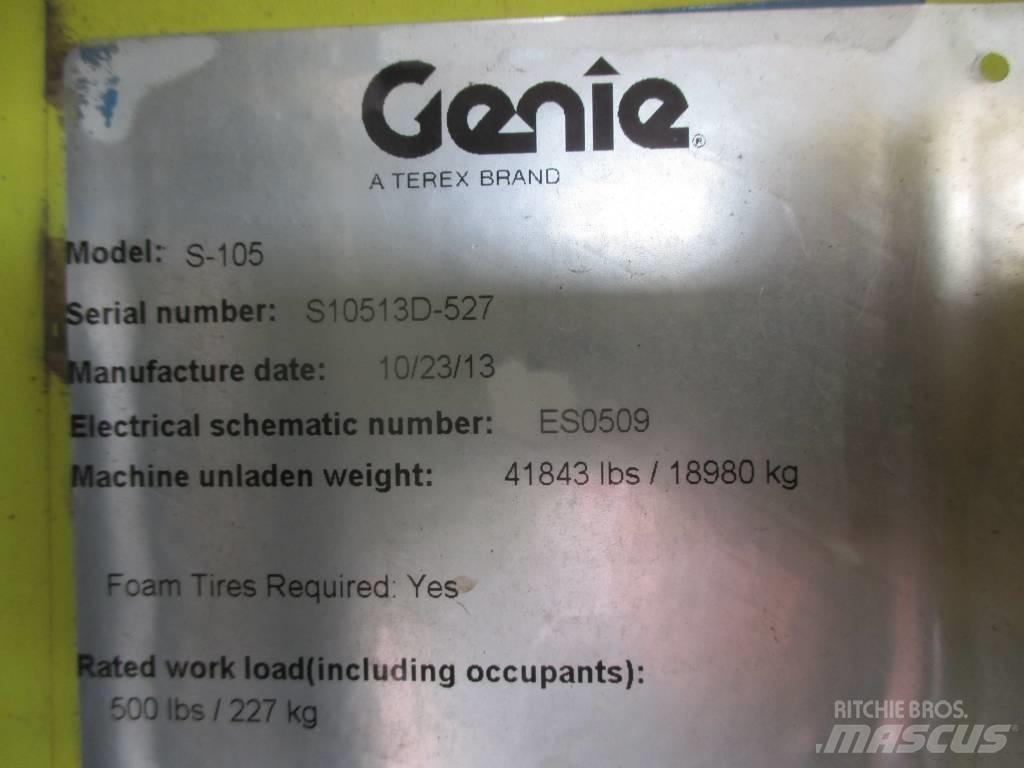 Genie®
A TEREX BRAND
Model: S-105
Serial number: S10513D-527
Manufacture date: 10/23/13
Electrical schematic number: ES0509
Machine unladen weight: 41843 lbs / 18980 kg
Foam Tires Required: Yes
Rated work load(including occupants):
500 lbs / 227 kg
RITCHIE BROS.
MASCUS